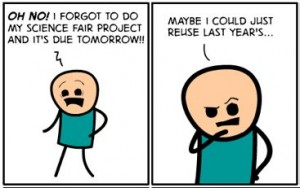 OH NO! I FORGOT TO DO
MY SCIENCE FAIR PROJECT
AND IT'S DUE TOMORROW!!
MAYBE I COULD JUST
REUSE LAST YEAR'S...